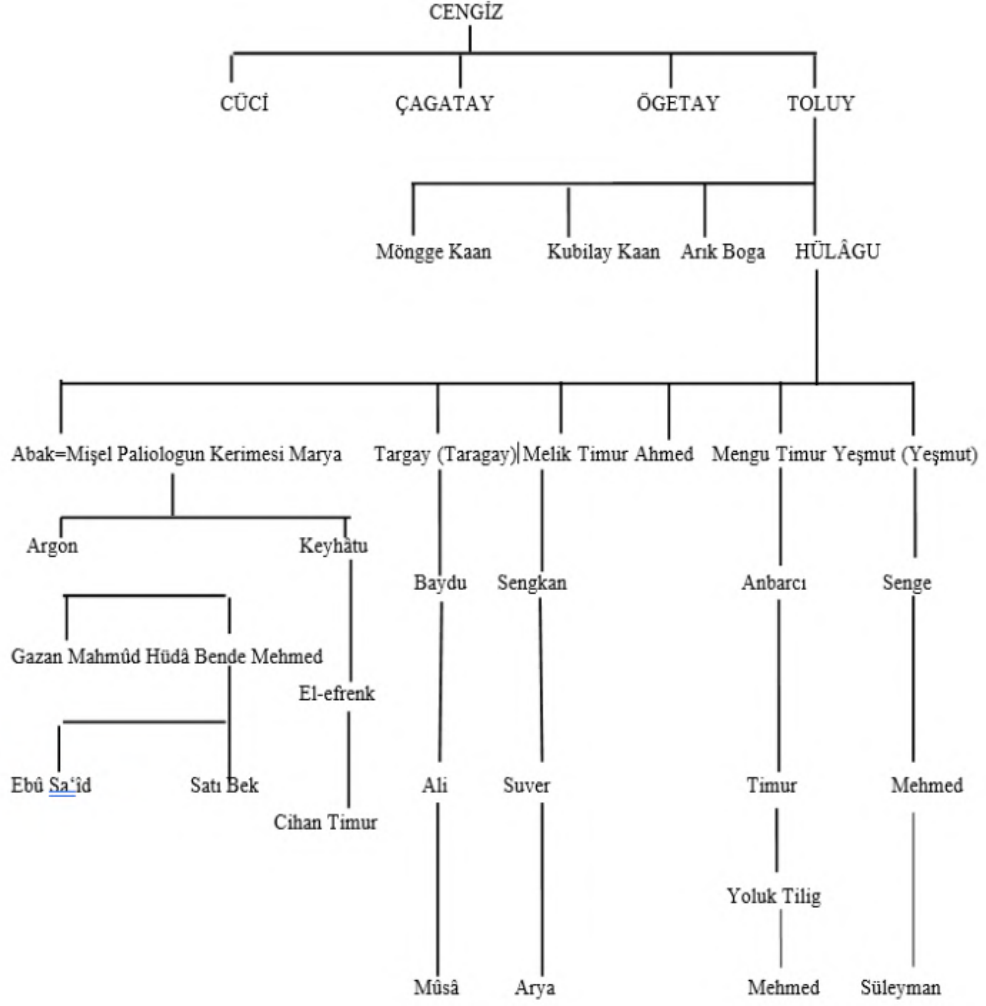 CENGİZ
CÜCİ ÇAGATAY ÖGETAY TOLUY
Möngge Kaan Kubilay Kaan Arık Boga HÜLÂGU
Abak=Mişel Paliologun Kerimesi Marya Targay (Taragay) Melik Timur Ahmed Mengu Timur Yeşmut (Yeşmut)
Argon Keyhâtu
Baydu Sengkan Anbarcı Senge
Gazan Mahmûd Hüdâ Bende Mehmed
El-efrenk
Ebû Sa‘îd Satı Bek Ali Suver Timur Mehmed
Cihan Timur
Yoluk Tilig
Mûsâ Arya Mehmed Süleyman